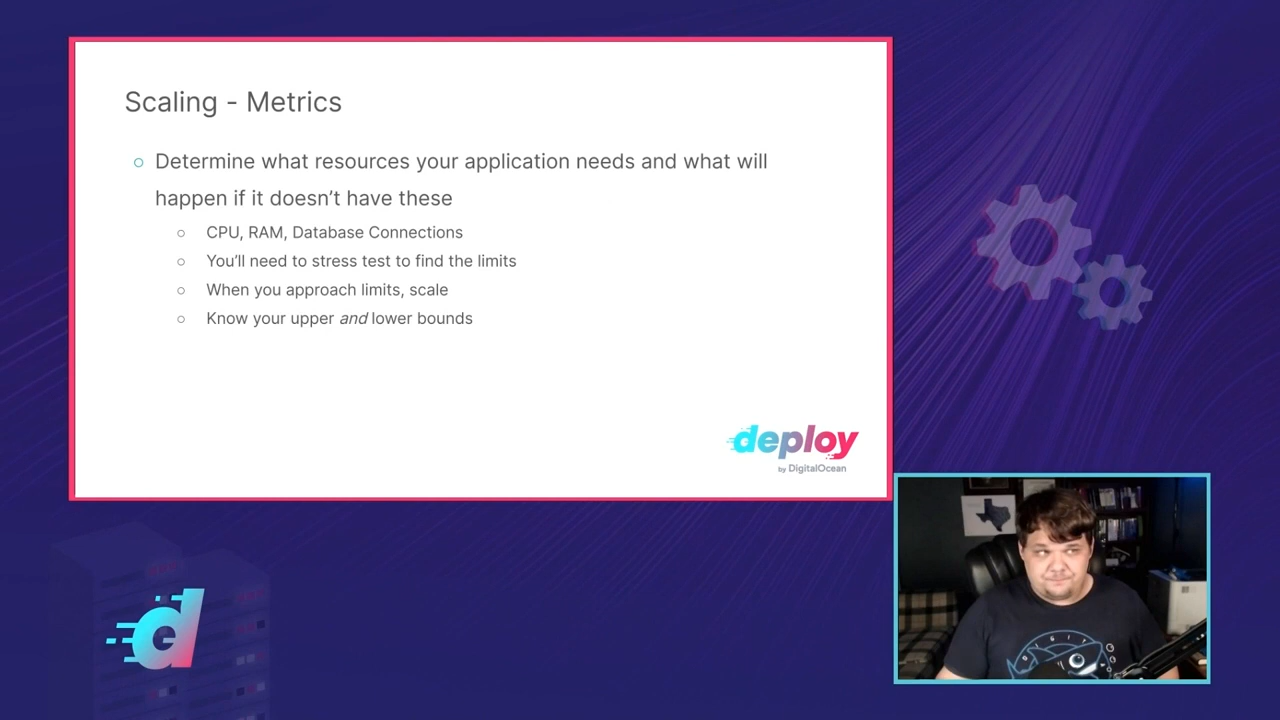 Scaling - Metrics
○ Determine what resources your application needs and what will
happen if it doesn’t have these
○ CPU, RAM, Database Connections
○ You’ll need to stress test to find the limits
○ When you approach limits, scale
○ Know your upper and lower bounds
deploy
by DigitalOcean
d
DIGIT